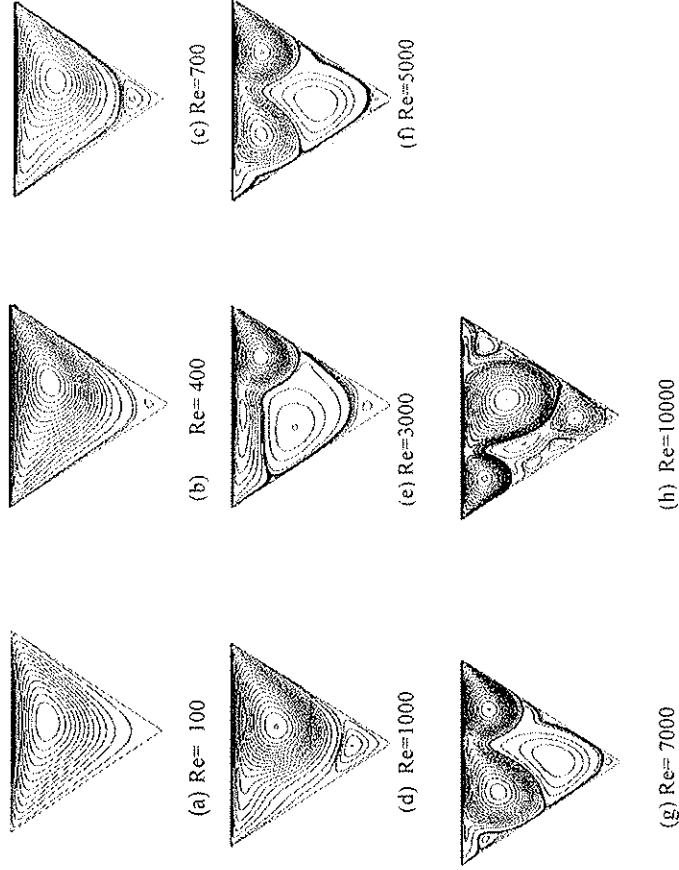 (a) Re= 100
(b) Re= 400
(c) Re=700
(d) Re=1000
(e) Re=3000
(f) Re=5000
(g) Re= 7000
(h) Re=10000